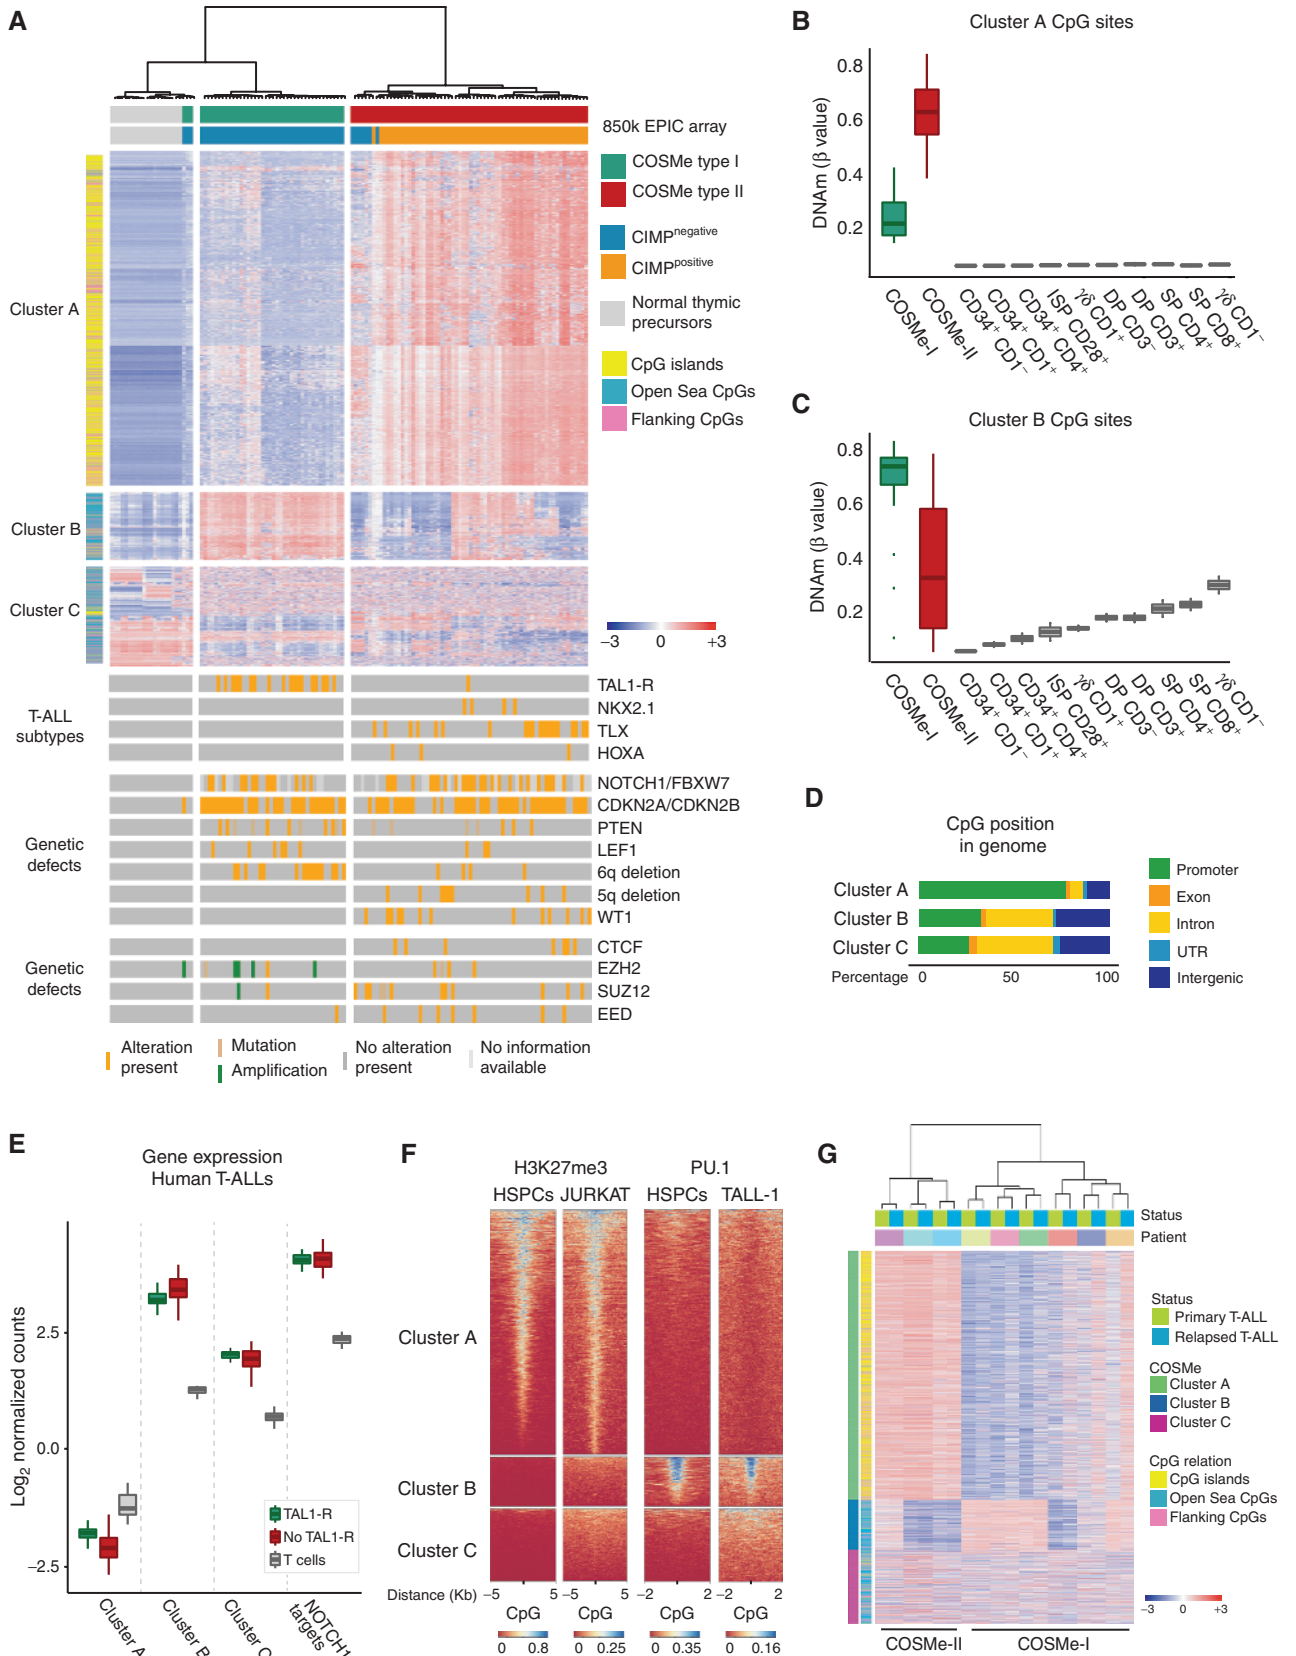 A
850k EPIC array
COSMe type I
COSMe type II
CIMPnegative
CIMPpositive
Normal thymic
precursors
CpG islands
Open Sea CpGs
Flanking CpGs
Cluster A
Cluster B
Cluster C
−3 0 +3
T-ALL
subtypes
TAL1-R
NKX2.1
TLX
HOXA
Genetic
defects
NOTCH1/FBXW7
CDKN2A/CDKN2B
PTEN
LEF1
6q deletion
5q deletion
WT1
Genetic
defects
CTCF
EZH2
SUZ12
EED
Alteration
present
Mutation
Amplification
No alteration
present
No information
available
B
Cluster A CpG sites
DNAm (β value)
0.8
0.6
0.4
0.2
COSMe-I
COSMe-II
CD34+ CD1−
CD34+ CD1+
CD34+ CD4+
ISP CD28+
γδ CD1+
DP CD3−
DP CD3+
SP CD4+
SP CD8+
γδ CD1−
C
Cluster B CpG sites
DNAm (β value)
0.8
0.6
0.4
0.2
COSMe-I
COSMe-II
CD34+ CD1−
CD34+ CD1+
CD34+ CD4+
ISP CD28+
γδ CD1+
DP CD3−
DP CD3+
SP CD4+
SP CD8+
γδ CD1−
D
CpG position
in genome
Cluster A
Cluster B
Cluster C
Percentage 0 50 100
Promoter
Exon
Intron
UTR
Intergenic
E
Gene expression
Human T-ALLs
Log2 normalized counts
2.5
0.0
−2.5
TAL1-R
No TAL1-R
T cells
Cluster A
Cluster B
Cluster C
NOTCH1
targets
F
H3K27me3 PU.1
HSPCs JURKAT HSPCs TALL-1
Cluster A
Cluster B
Cluster C
Distance (Kb) −5 5 −5 5 −2 2 −2 2
CpG CpG CpG CpG
0 0.8 0 0.25 0 0.35 0 0.16
G
Status
Patient
Status
Primary T-ALL
Relapsed T-ALL
COSMe
Cluster A
Cluster B
Cluster C
CpG relation
CpG islands
Open Sea CpGs
Flanking CpGs
−3 0 +3
COSMe-II COSMe-I